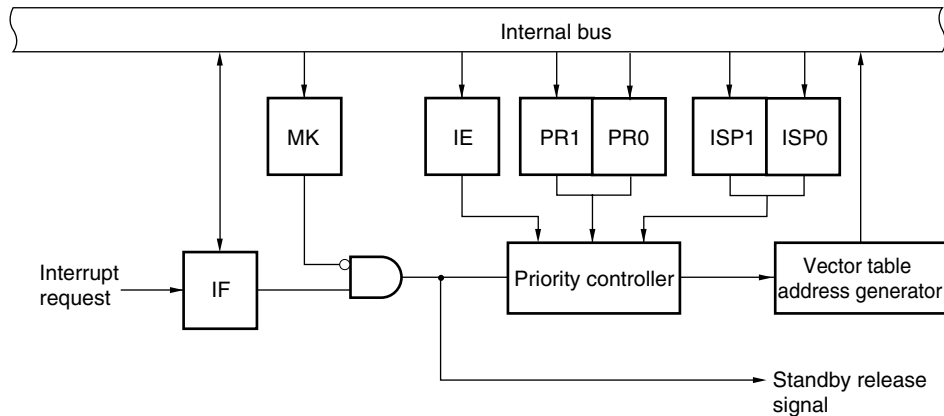 Internal bus
MK
IE
PR1
PR0
ISP1
ISP0
Interrupt
request
IF
Priority controller
Vector table
address generator
Standby release
signal